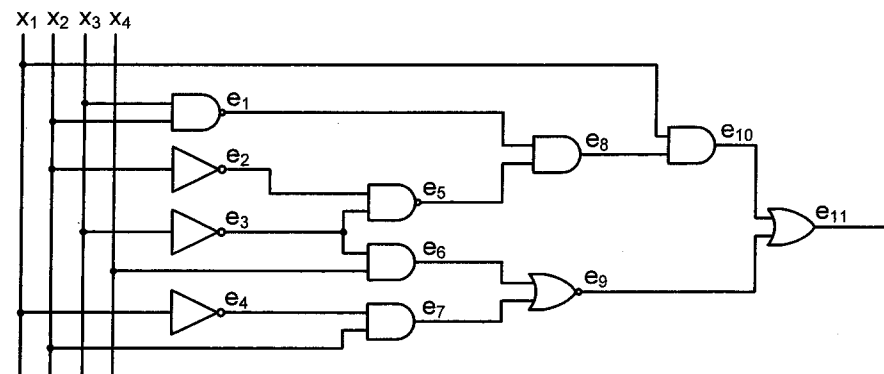 x₁ x₂ x₃ x₄
e₁
e₁₀
e₈
e₂
e₅
e₁₁
e₃
e₆
e₉
e₄
e₇